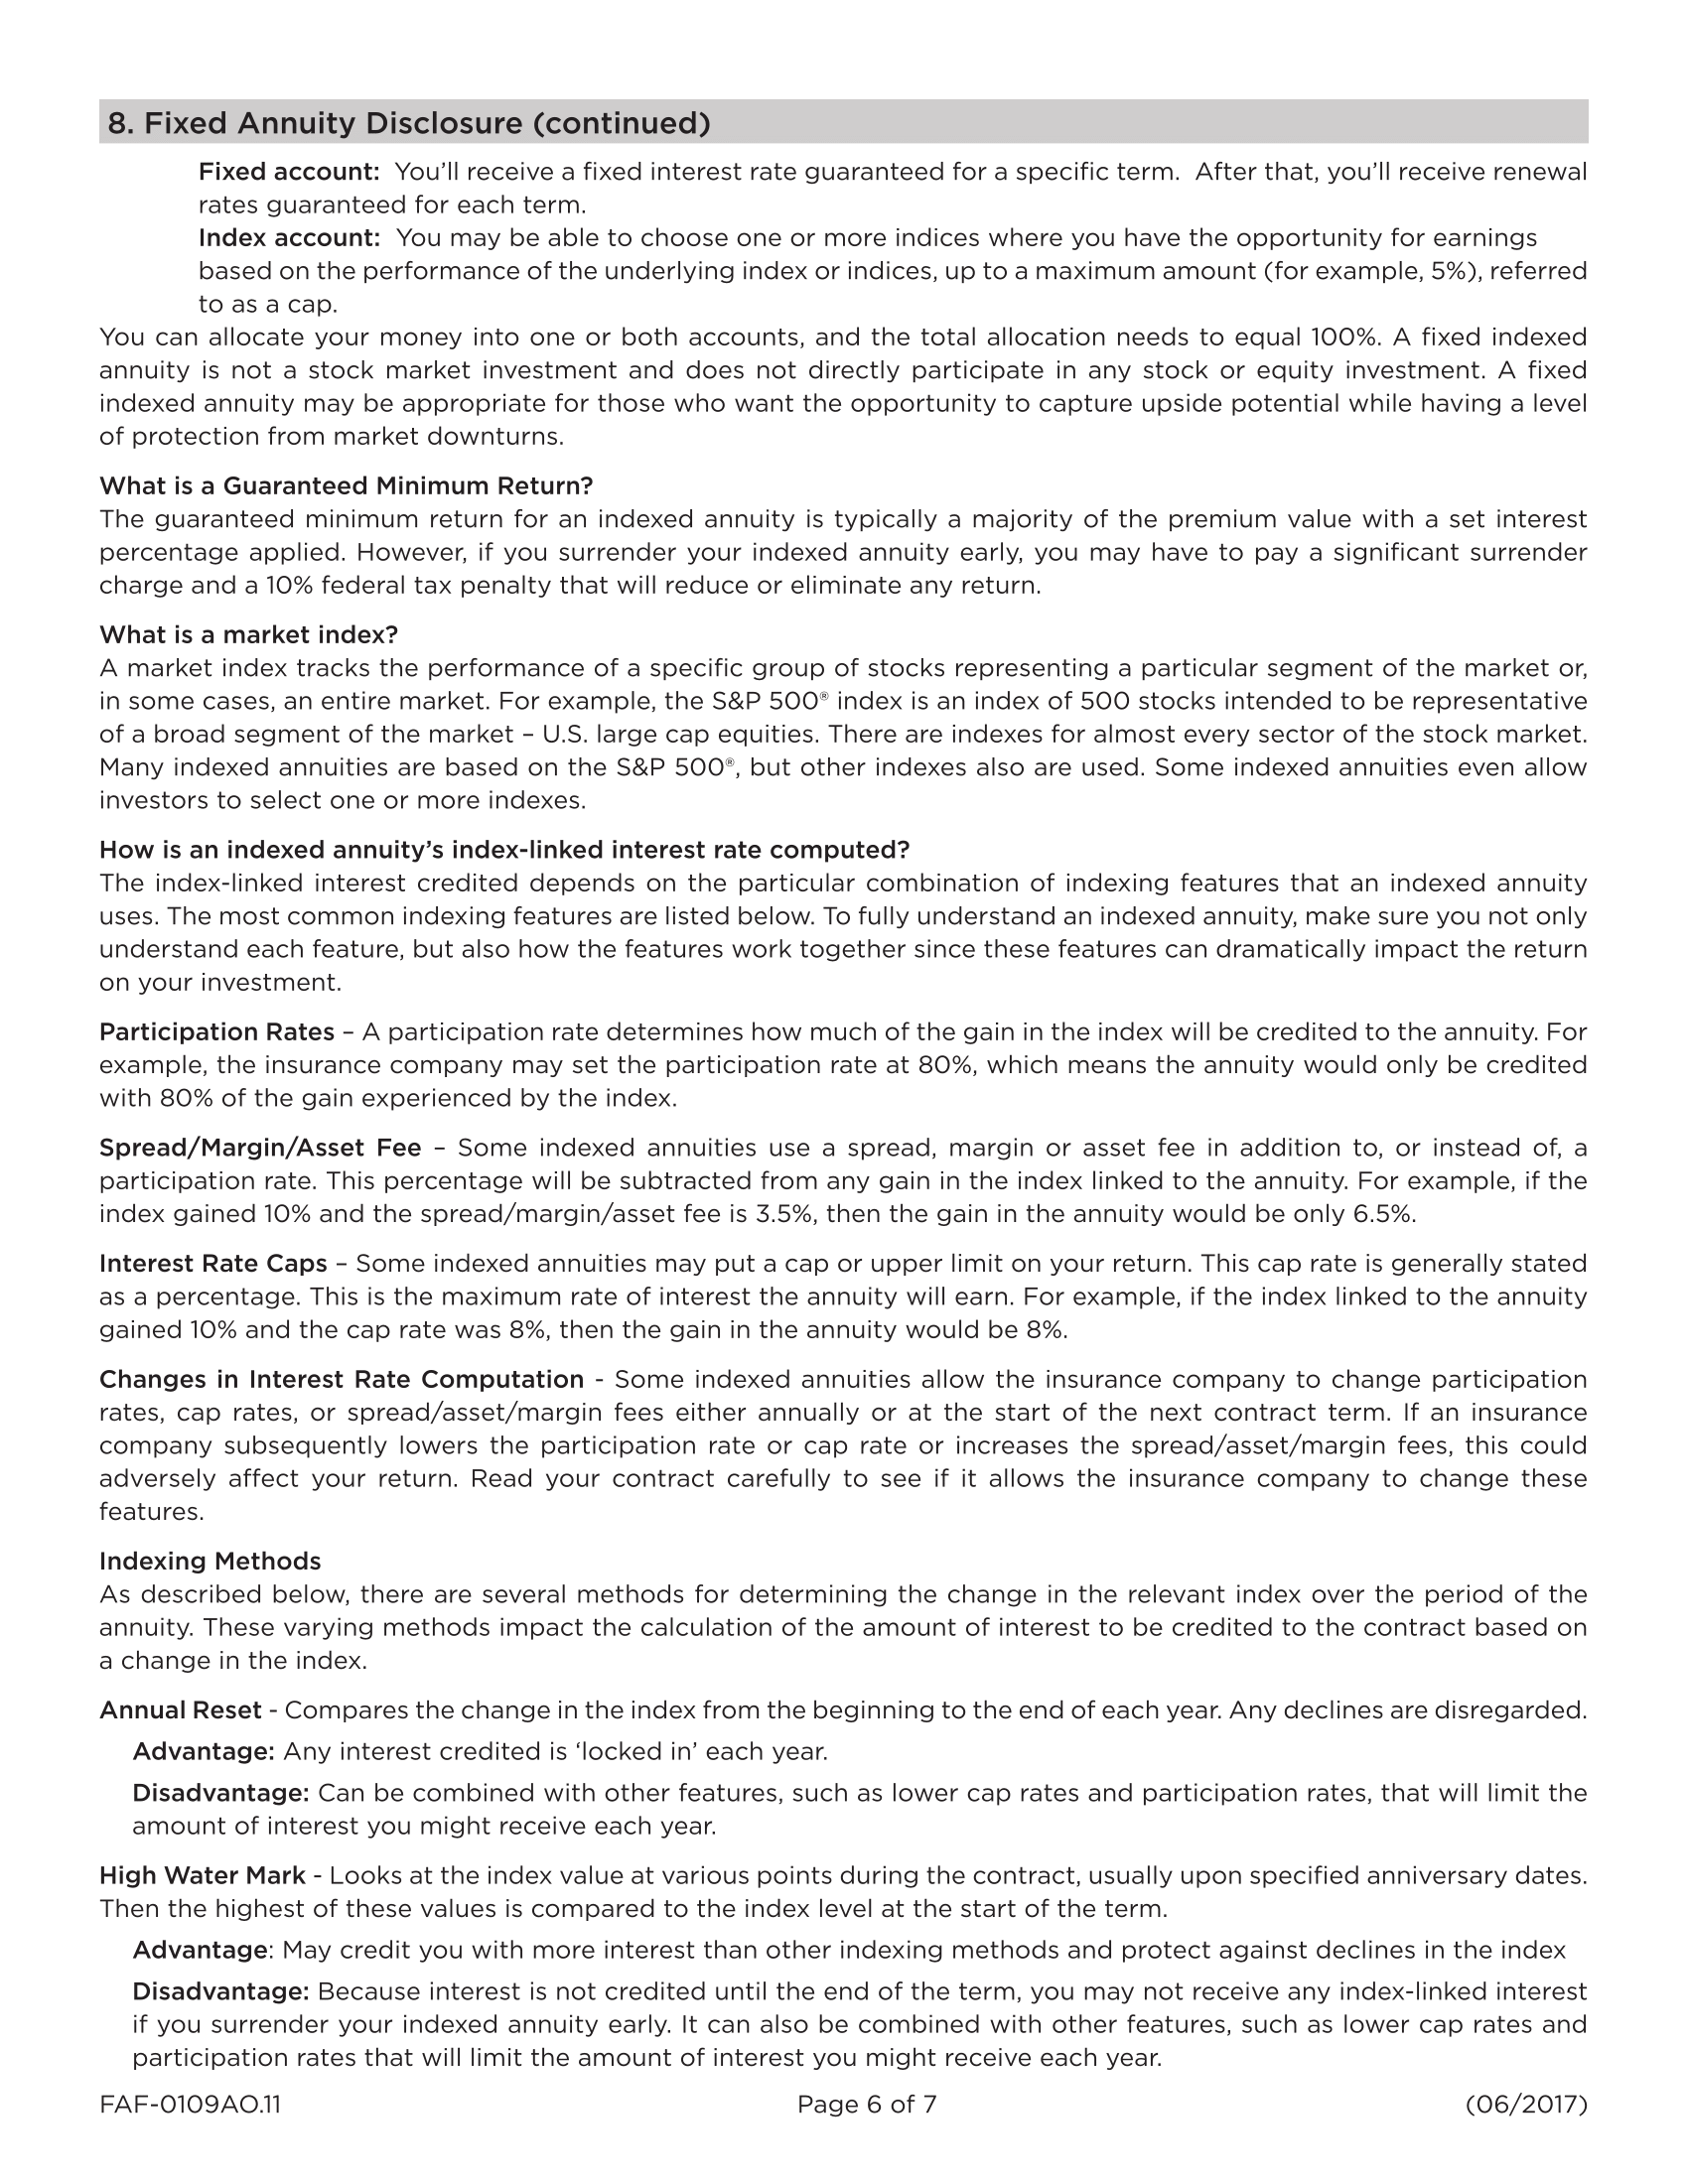 8. Fixed Annuity Disclosure (continued)
Fixed account: You’ll receive a fixed interest rate guaranteed for a specific term. After that, you’ll receive renewal
rates guaranteed for each term.
Index account: You may be able to choose one or more indices where you have the opportunity for earnings
based on the performance of the underlying index or indices, up to a maximum amount (for example, 5%), referred
to as a cap.
You can allocate your money into one or both accounts, and the total allocation needs to equal 100%. A fixed indexed
annuity is not a stock market investment and does not directly participate in any stock or equity investment. A fixed
indexed annuity may be appropriate for those who want the opportunity to capture upside potential while having a level
of protection from market downturns.
What is a Guaranteed Minimum Return?
The guaranteed minimum return for an indexed annuity is typically a majority of the premium value with a set interest
percentage applied. However, if you surrender your indexed annuity early, you may have to pay a significant surrender
charge and a 10% federal tax penalty that will reduce or eliminate any return.
What is a market index?
A market index tracks the performance of a specific group of stocks representing a particular segment of the market or,
in some cases, an entire market. For example, the S&P 500® index is an index of 500 stocks intended to be representative
of a broad segment of the market – U.S. large cap equities. There are indexes for almost every sector of the stock market.
Many indexed annuities are based on the S&P 500®, but other indexes also are used. Some indexed annuities even allow
investors to select one or more indexes.
How is an indexed annuity’s index-linked interest rate computed?
The index-linked interest credited depends on the particular combination of indexing features that an indexed annuity
uses. The most common indexing features are listed below. To fully understand an indexed annuity, make sure you not only
understand each feature, but also how the features work together since these features can dramatically impact the return
on your investment.
Participation Rates – A participation rate determines how much of the gain in the index will be credited to the annuity. For
example, the insurance company may set the participation rate at 80%, which means the annuity would only be credited
with 80% of the gain experienced by the index.
Spread/Margin/Asset Fee – Some indexed annuities use a spread, margin or asset fee in addition to, or instead of, a
participation rate. This percentage will be subtracted from any gain in the index linked to the annuity. For example, if the
index gained 10% and the spread/margin/asset fee is 3.5%, then the gain in the annuity would be only 6.5%.
Interest Rate Caps – Some indexed annuities may put a cap or upper limit on your return. This cap rate is generally stated
as a percentage. This is the maximum rate of interest the annuity will earn. For example, if the index linked to the annuity
gained 10% and the cap rate was 8%, then the gain in the annuity would be 8%.
Changes in Interest Rate Computation - Some indexed annuities allow the insurance company to change participation
rates, cap rates, or spread/asset/margin fees either annually or at the start of the next contract term. If an insurance
company subsequently lowers the participation rate or cap rate or increases the spread/asset/margin fees, this could
adversely affect your return. Read your contract carefully to see if it allows the insurance company to change these
features.
Indexing Methods
As described below, there are several methods for determining the change in the relevant index over the period of the
annuity. These varying methods impact the calculation of the amount of interest to be credited to the contract based on
a change in the index.
Annual Reset - Compares the change in the index from the beginning to the end of each year. Any declines are disregarded.
Advantage: Any interest credited is ‘locked in’ each year.
Disadvantage: Can be combined with other features, such as lower cap rates and participation rates, that will limit the
amount of interest you might receive each year.
High Water Mark - Looks at the index value at various points during the contract, usually upon specified anniversary dates.
Then the highest of these values is compared to the index level at the start of the term.
Advantage: May credit you with more interest than other indexing methods and protect against declines in the index
Disadvantage: Because interest is not credited until the end of the term, you may not receive any index-linked interest
if you surrender your indexed annuity early. It can also be combined with other features, such as lower cap rates and
participation rates that will limit the amount of interest you might receive each year.
FAF-0109AO.11 Page 6 of 7 (06/2017)